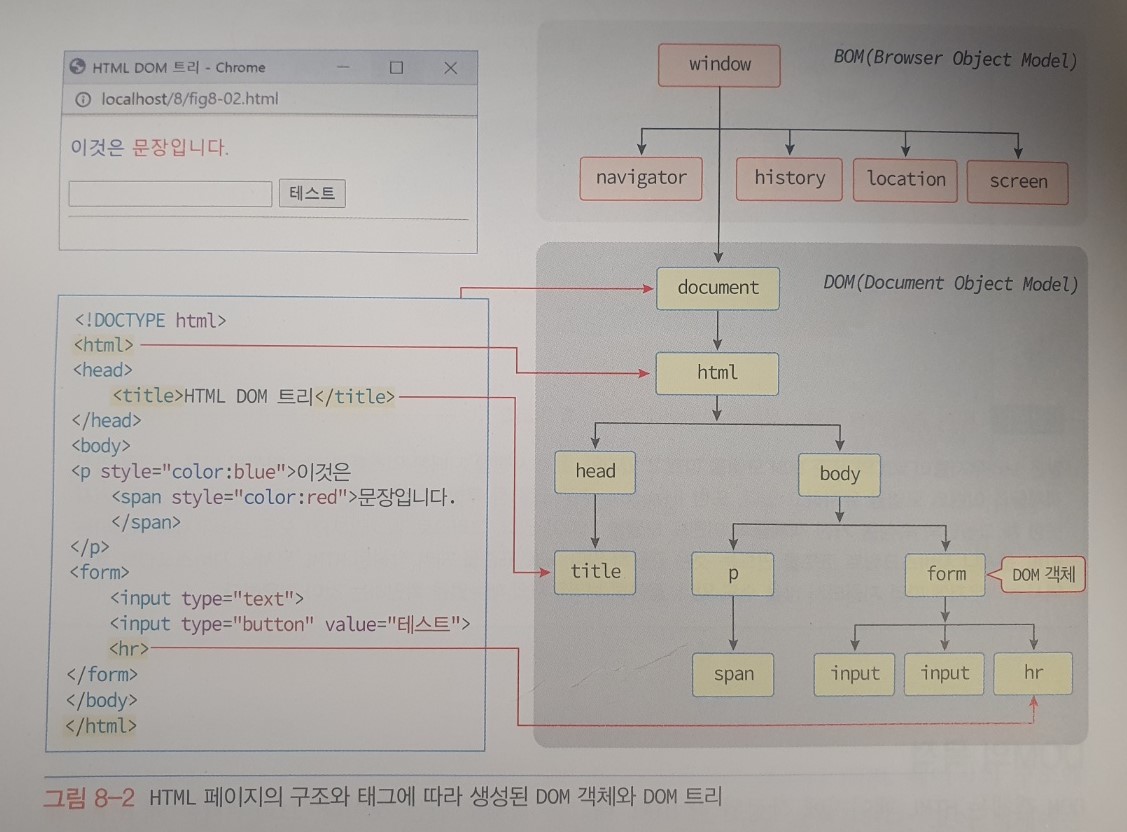 HTML DOM 트리 - Chrome
localhost/8/fig8-02.html
이것은 문장입니다.
테스트
BOM(Browser Object Model)
window
navigator
history
location
screen
DOM(Document Object Model)
document
html
head
body
title
p
form
DOM 객체
span
input
input
hr
<!DOCTYPE html>
<html>
<head>
<title>HTML DOM 트리</title>
</head>
<body>
<p style="color:blue">이것은
<span style="color:red">문장입니다.
</span>
</p>
<form>
<input type="text">
<input type="button" value="테스트">
<hr>
</form>
</body>
</html>
그림 8-2 HTML 페이지의 구조와 태그에 따라 생성된 DOM 객체와 DOM 트리